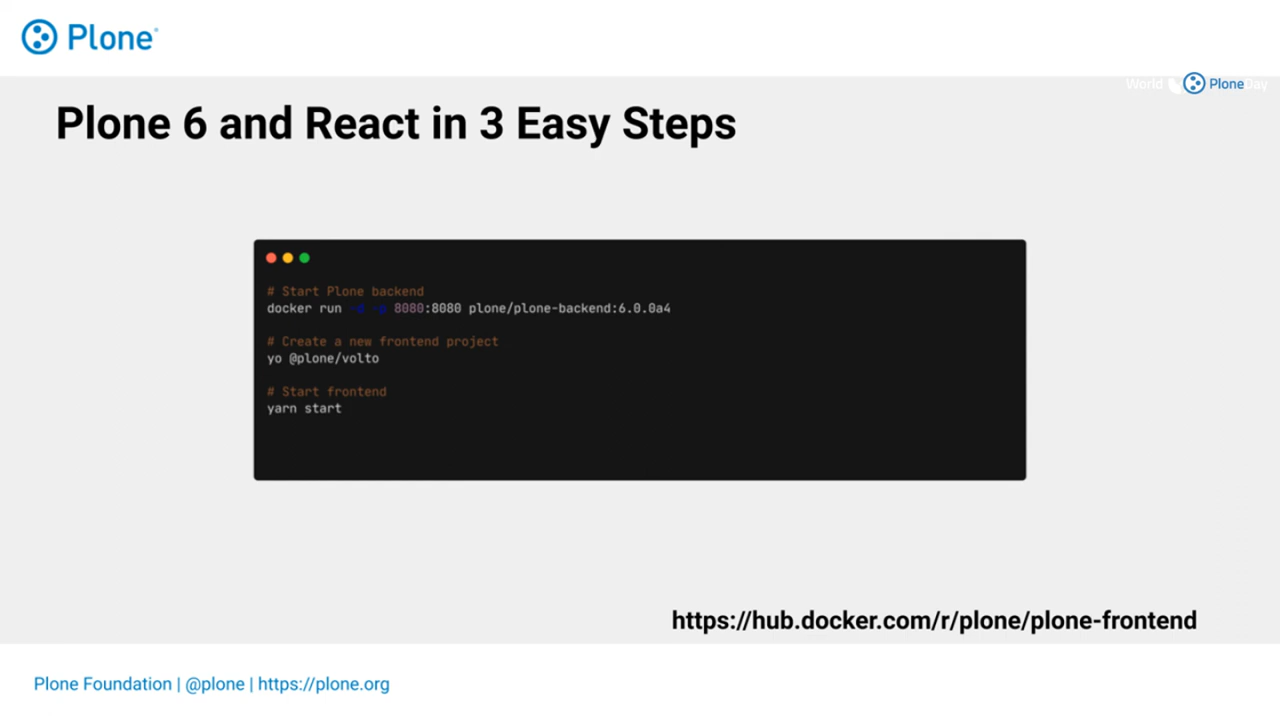 Plone
World PloneDay
Plone 6 and React in 3 Easy Steps
# Start Plone backend
docker run 8080:8080 plone/plone-backend:6.0.0a4
# Create a new frontend project
yo @plone/volto
# Start frontend
yarn start
https://hub.docker.com/r/plone/plone-frontend
Plone Foundation | @plone | https://plone.org